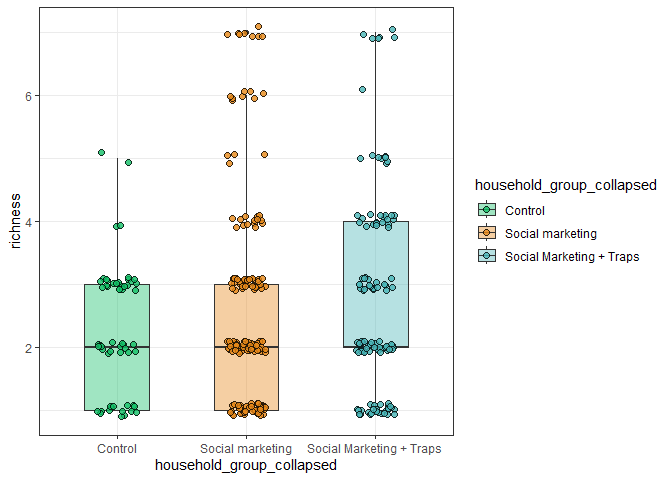 richness
6
4
2
Control
Social marketing
Social Marketing + Traps
household_group_collapsed
household_group_collapsed
Control
Social marketing
Social Marketing + Traps